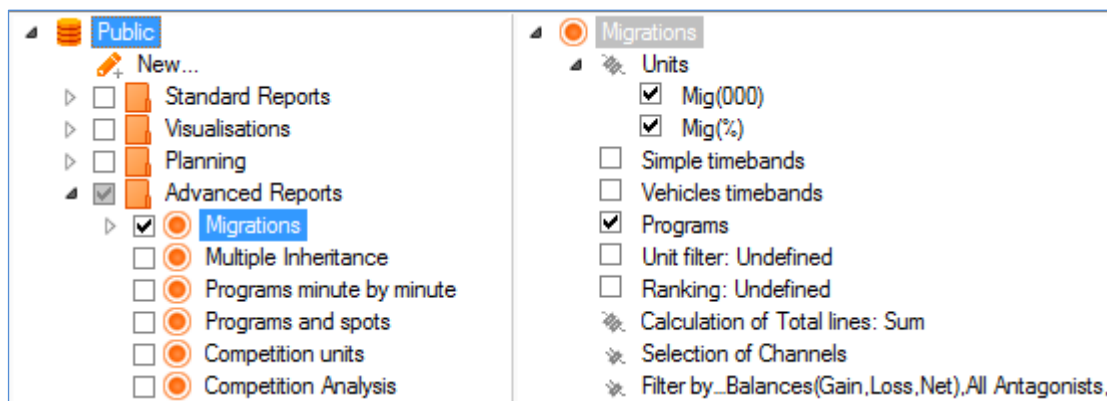 Public
New...
Standard Reports
Visualisations
Planning
Advanced Reports
Migrations
Multiple Inheritance
Programs minute by minute
Programs and spots
Competition units
Competition Analysis
Migrations
Units
Mig(000)
Mig(%)
Simple timebands
Vehicles timebands
Programs
Unit filter: Undefined
Ranking: Undefined
Calculation of Total lines: Sum
Selection of Channels
Filter by...Balances(Gain,Loss,Net),All Antagonists,